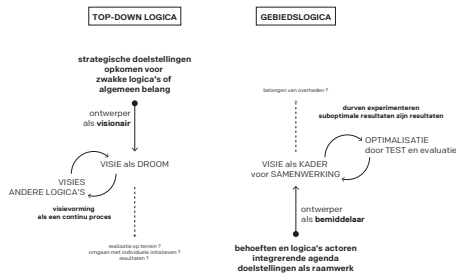 TOP-DOWN LOGICA
strategische doelstellingen
opkomen voor
zwakke logica's of
algemeen belang
ontwerper
als visionair
VISIE als DROOM
VISIES
ANDERE LOGICA'S
visievorming
als een continu proces
realisatie op terrein ?
omgaan met individuele initiatieven ?
resultaten ?
GEBIEDSLOGICA
belangen van overheden ?
durven experimenteren
suboptimale resultaten zijn resultaten
OPTIMALISATIE
door TEST en evaluatie
VISIE als KADER
voor SAMENWERKING
ontwerper
als bemiddelaar
behoeften en logica's actoren
integrerende agenda
doelstellingen als raamwerk